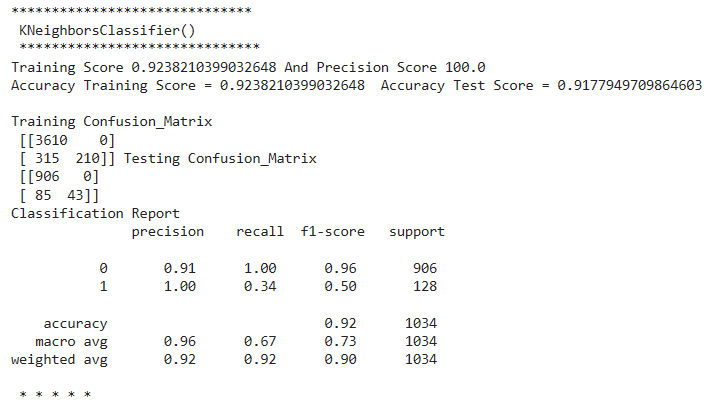 ******************************
KNeighborsClassifier()
******************************
Training Score 0.9238210399032648 And Precision Score 100.0
Accuracy Training Score = 0.9238210399032648  Accuracy Test Score = 0.9177949709864603
Training Confusion_Matrix
[[3610    0]
[ 315  210]] Testing Confusion_Matrix
[[906   0]
[ 85  43]]
Classification Report
precision    recall  f1-score   support
0       0.91      1.00      0.96       906
1       1.00      0.34      0.50       128
accuracy                           0.92      1034
macro avg       0.96      0.67      0.73      1034
weighted avg       0.92      0.92      0.90      1034
* * * * *